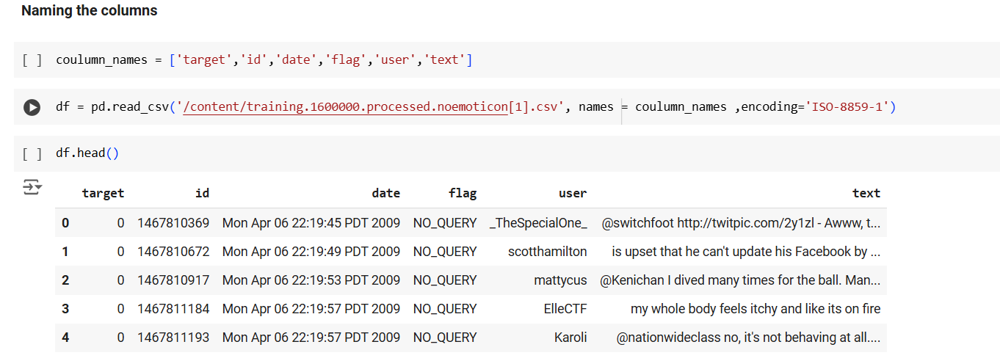 Naming the columns
[ ] coulumn_names = ['target','id','date','flag','user','text']
df = pd.read_csv('/content/training.1600000.processed.noemoticon[1].csv', names = coulumn_names ,encoding='ISO-8859-1')
[ ] df.head()
target id date flag user text
0 0 1467810369 Mon Apr 06 22:19:45 PDT 2009 NO_QUERY _TheSpecialOne_ @switchfoot http://twitpic.com/2y1zl - Awww, t...
1 0 1467810672 Mon Apr 06 22:19:49 PDT 2009 NO_QUERY scotthamilton is upset that he can't update his Facebook by ...
2 0 1467810917 Mon Apr 06 22:19:53 PDT 2009 NO_QUERY mattycus @Kenichan I dived many times for the ball. Man...
3 0 1467811184 Mon Apr 06 22:19:57 PDT 2009 NO_QUERY ElleCTF my whole body feels itchy and like its on fire
4 0 1467811193 Mon Apr 06 22:19:57 PDT 2009 NO_QUERY Karoli @nationwideclass no, it's not behaving at all....